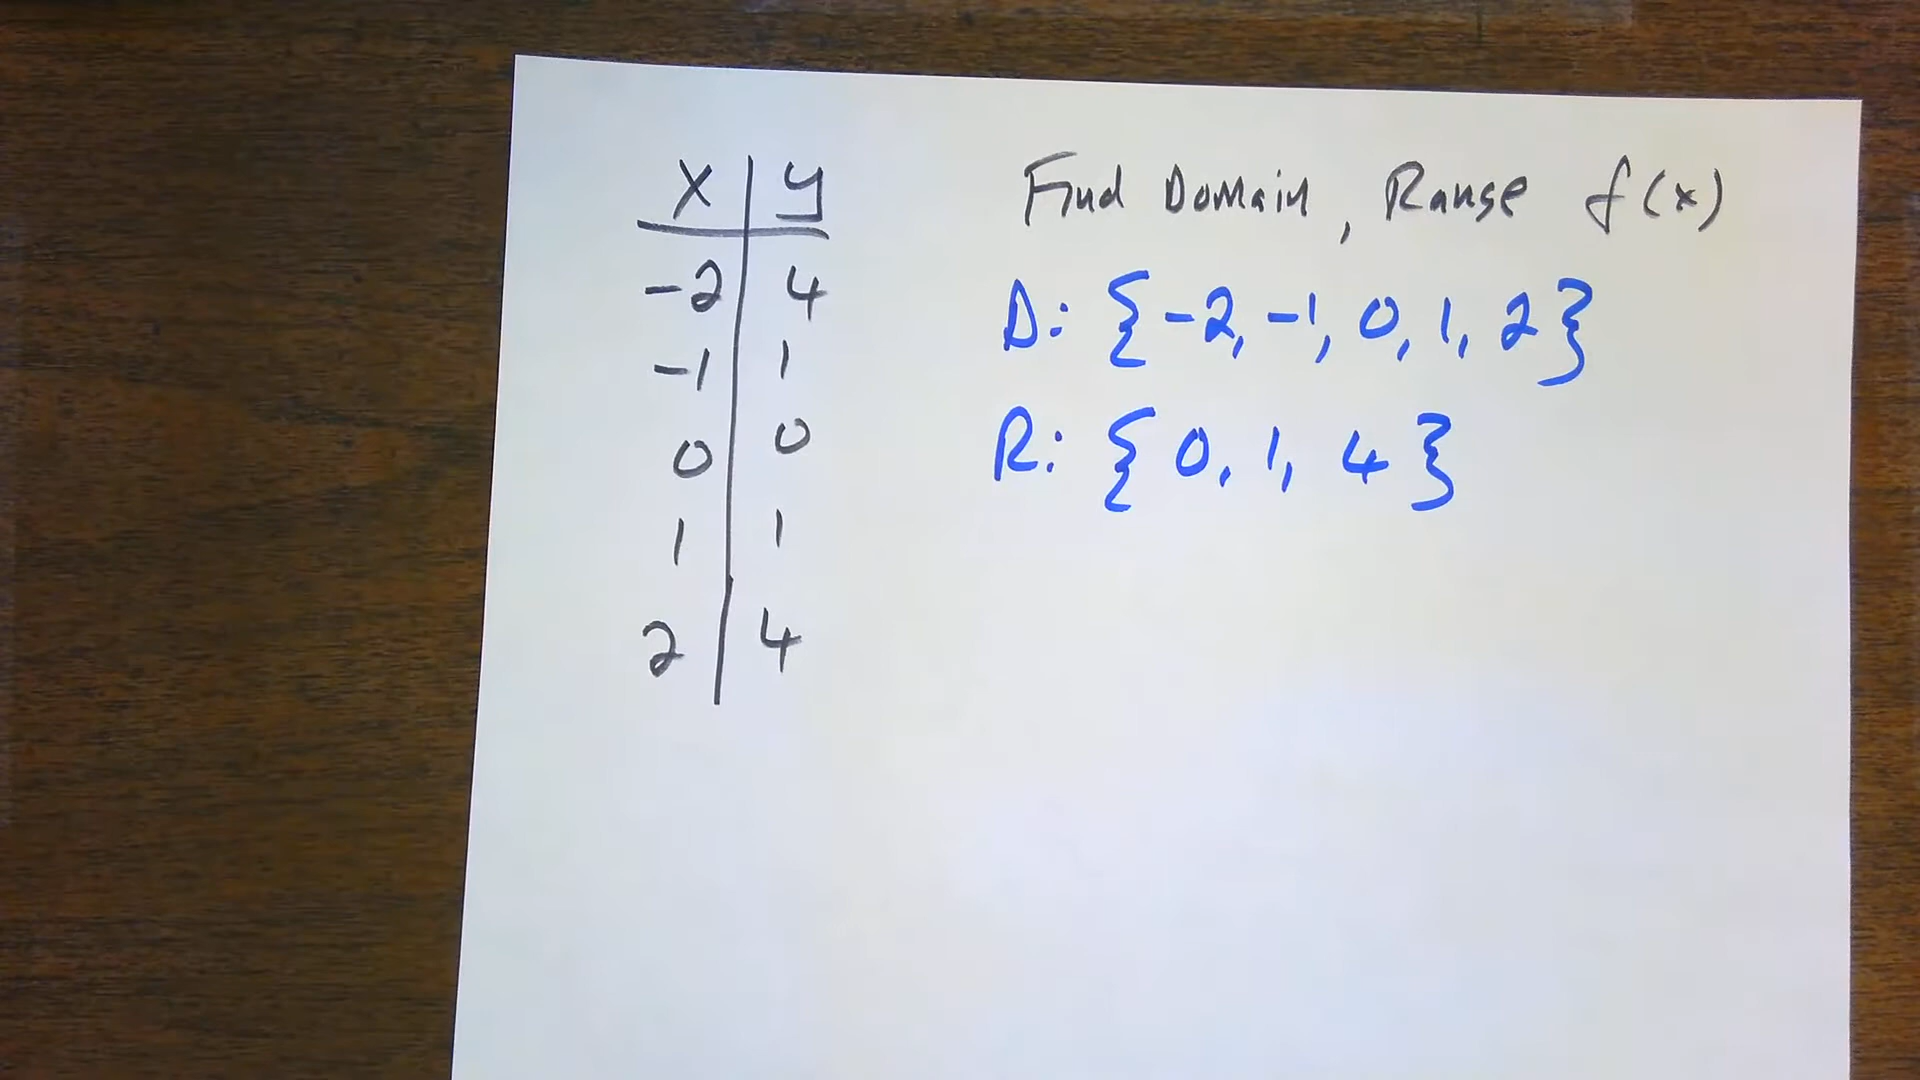 x | y
-2 | 4
-1 | 1
0 | 0
1 | 1
2 | 4
Find Domain, Range f(x)
D: {-2, -1, 0, 1, 2}
R: {0, 1, 4}